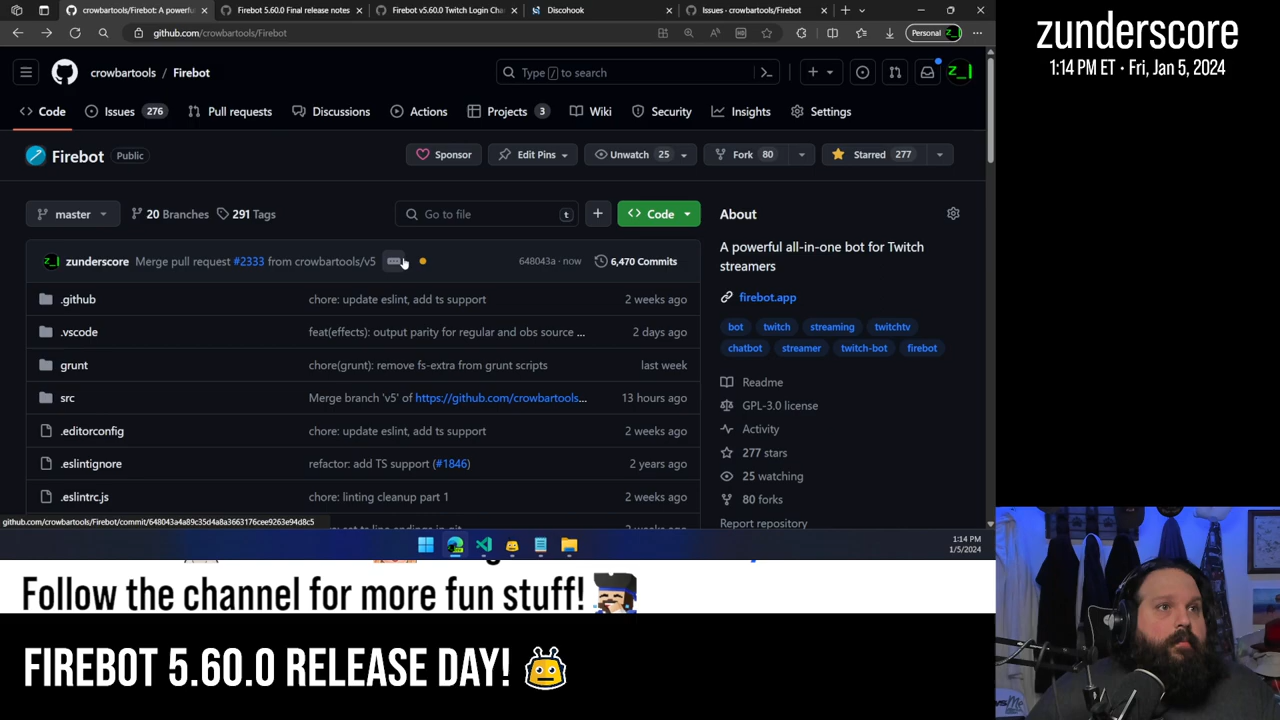 crowbartools/Firebot: A powerf
Firebot 5.60.0 Final release notes
Firebot v5.60.0 Twitch Login Cha
Discohook
Issues · crowbartools/Firebot
github.com/crowbartools/Firebot
Personal
crowbartools / Firebot
Type / to search
Code
Issues 276
Pull requests
Discussions
Actions
Projects 3
Wiki
Security
Insights
Settings
Firebot Public
Sponsor
Edit Pins
Unwatch 25
Fork 80
Starred 277
master
20 Branches
291 Tags
Go to file t
Code
zunderscore Merge pull request #2333 from crowbartools/v5 648043a · now 6,470 Commits
.github chore: update eslint, add ts support 2 weeks ago
.vscode feat(effects): output parity for regular and obs source ... 2 days ago
grunt chore(grunt): remove fs-extra from grunt scripts last week
src Merge branch 'v5' of https://github.com/crowbartools... 13 hours ago
.editorconfig chore: update eslint, add ts support 2 weeks ago
.eslintignore refactor: add TS support (#1846) 2 years ago
.eslintrc.js chore: linting cleanup part 1 2 weeks ago
github.com/crowbartools/Firebot/commit/648043a4a89c35d4a8a3663176cee9263e94d8c5
About
A powerful all-in-one bot for Twitch
streamers
firebot.app
bot twitch streaming twitchtv
chatbot streamer twitch-bot firebot
Readme
GPL-3.0 license
Activity
277 stars
25 watching
80 forks
Report repository
1:14 PM
1/5/2024
zunderscore
1:14 PM ET · Fri, Jan 5, 2024
Follow the channel for more fun stuff!
FIREBOT 5.60.0 RELEASE DAY!